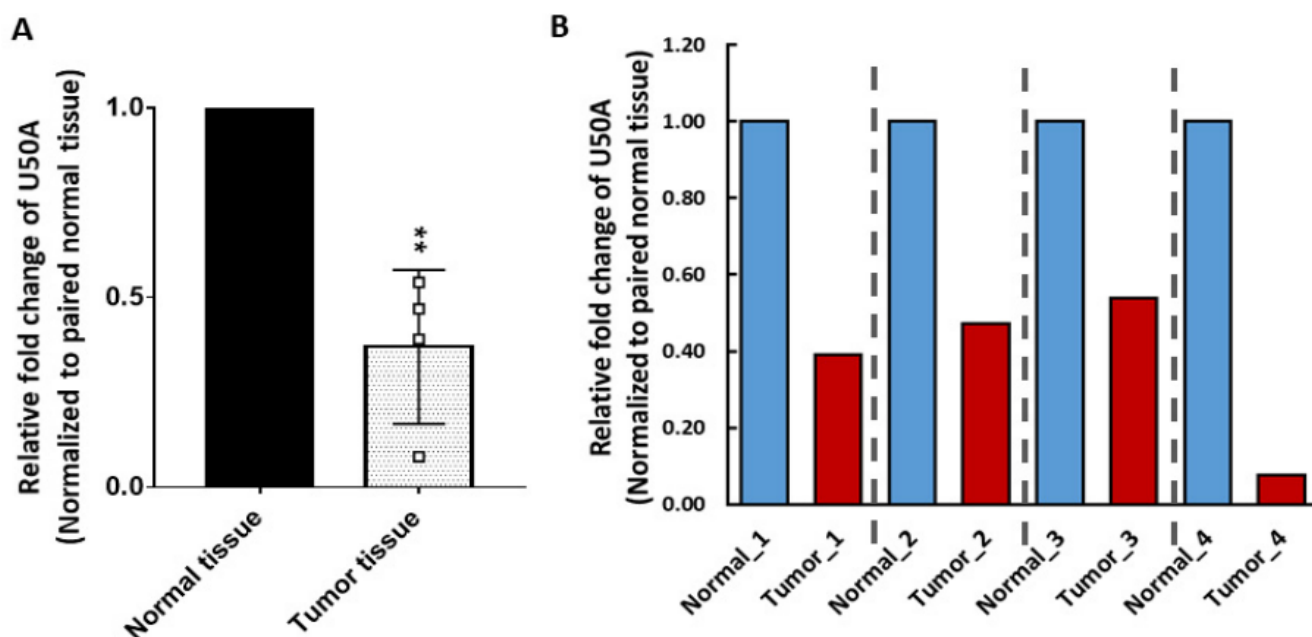 A
Relative fold change of U50A
(Normalized to paired normal tissue)
1.0
0.5
0.0
**
Normal tissue
Tumor tissue
B
Relative fold change of U50A
(Normalized to paired normal tissue)
1.20
1.00
0.80
0.60
0.40
0.20
0.00
Normal_1
Tumor_1
Normal_2
Tumor_2
Normal_3
Tumor_3
Normal_4
Tumor_4